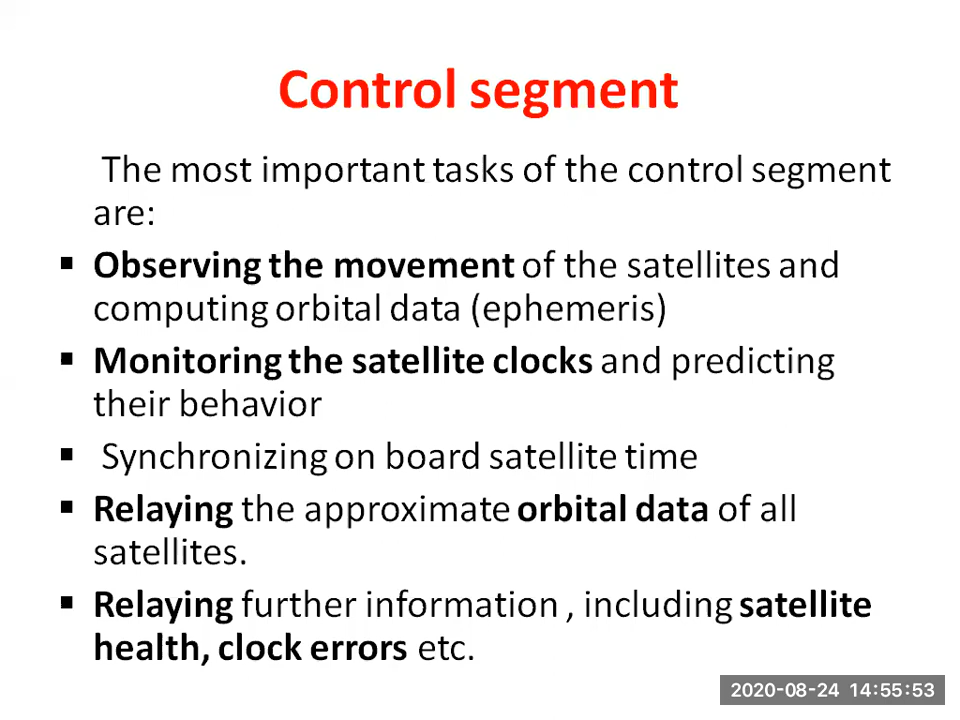 Control segment
The most important tasks of the control segment
are:
▪ Observing the movement of the satellites and
computing orbital data (ephemeris)
▪ Monitoring the satellite clocks and predicting
their behavior
▪ Synchronizing on board satellite time
▪ Relaying the approximate orbital data of all
satellites.
▪ Relaying further information , including satellite
health, clock errors etc.
2020-08-24 14:55:53